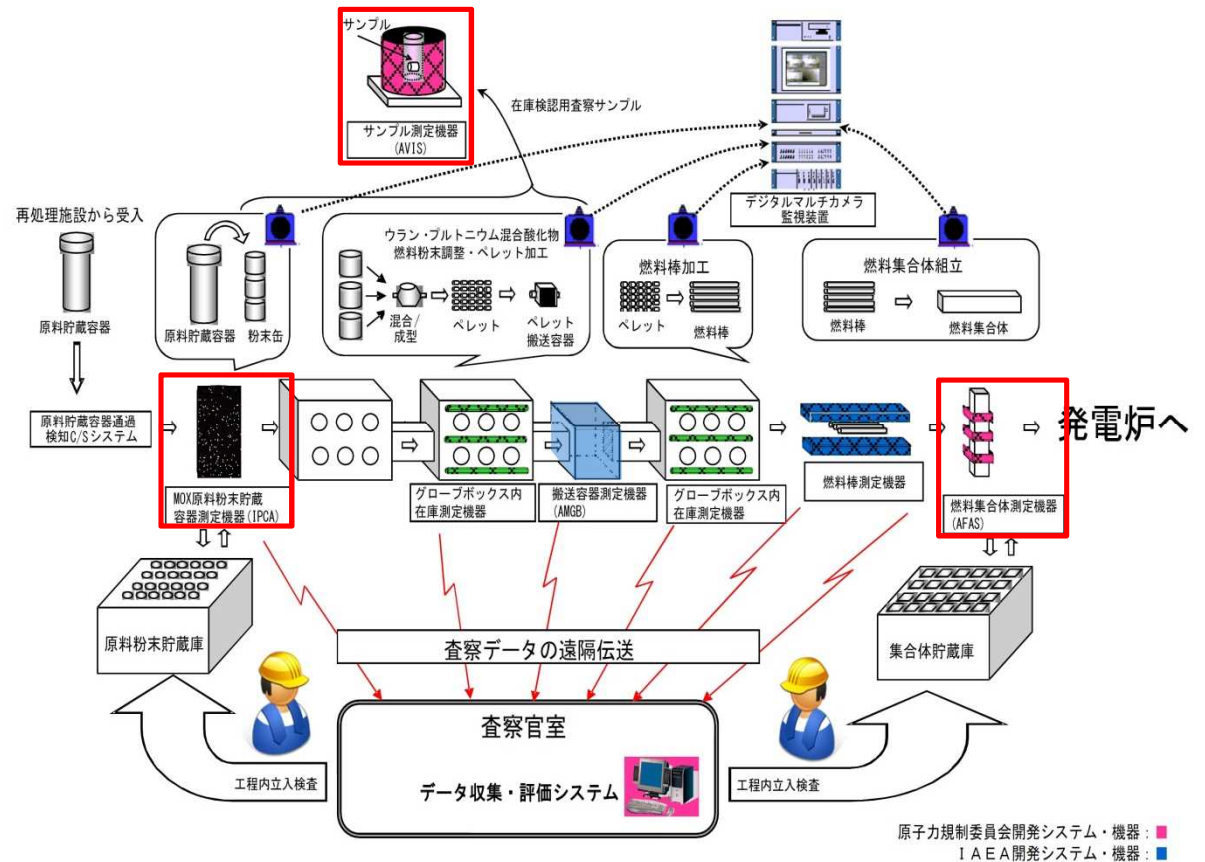 サンプル
サンプル測定機器
(AVIS)
在庫検認用査察サンプル
デジタルマルチカメラ
監視装置
再処理施設から受入
原料貯蔵容器
原料貯蔵容器
粉末缶
ウラン・プルトニウム混合酸化物
燃料粉末調整・ペレット加工
混合/
成型
ペレット
ペレット
搬送容器
燃料棒加工
ペレット
燃料棒
燃料集合体組立
燃料棒
燃料集合体
原料貯蔵容器通過
検知C/Sシステム
MOX原料粉末貯蔵
容器測定機器(IPCA)
グローブボックス内
在庫測定機器
搬送容器測定機器
(AMGB)
グローブボックス内
在庫測定機器
燃料棒測定機器
燃料集合体測定機器
(AFAS)
発電炉へ
原料粉末貯蔵庫
査察データの遠隔伝送
集合体貯蔵庫
査察官室
データ収集・評価システム
工程内立入検査
工程内立入検査
原子力規制委員会開発システム・機器:■
IAEA開発システム・機器:■